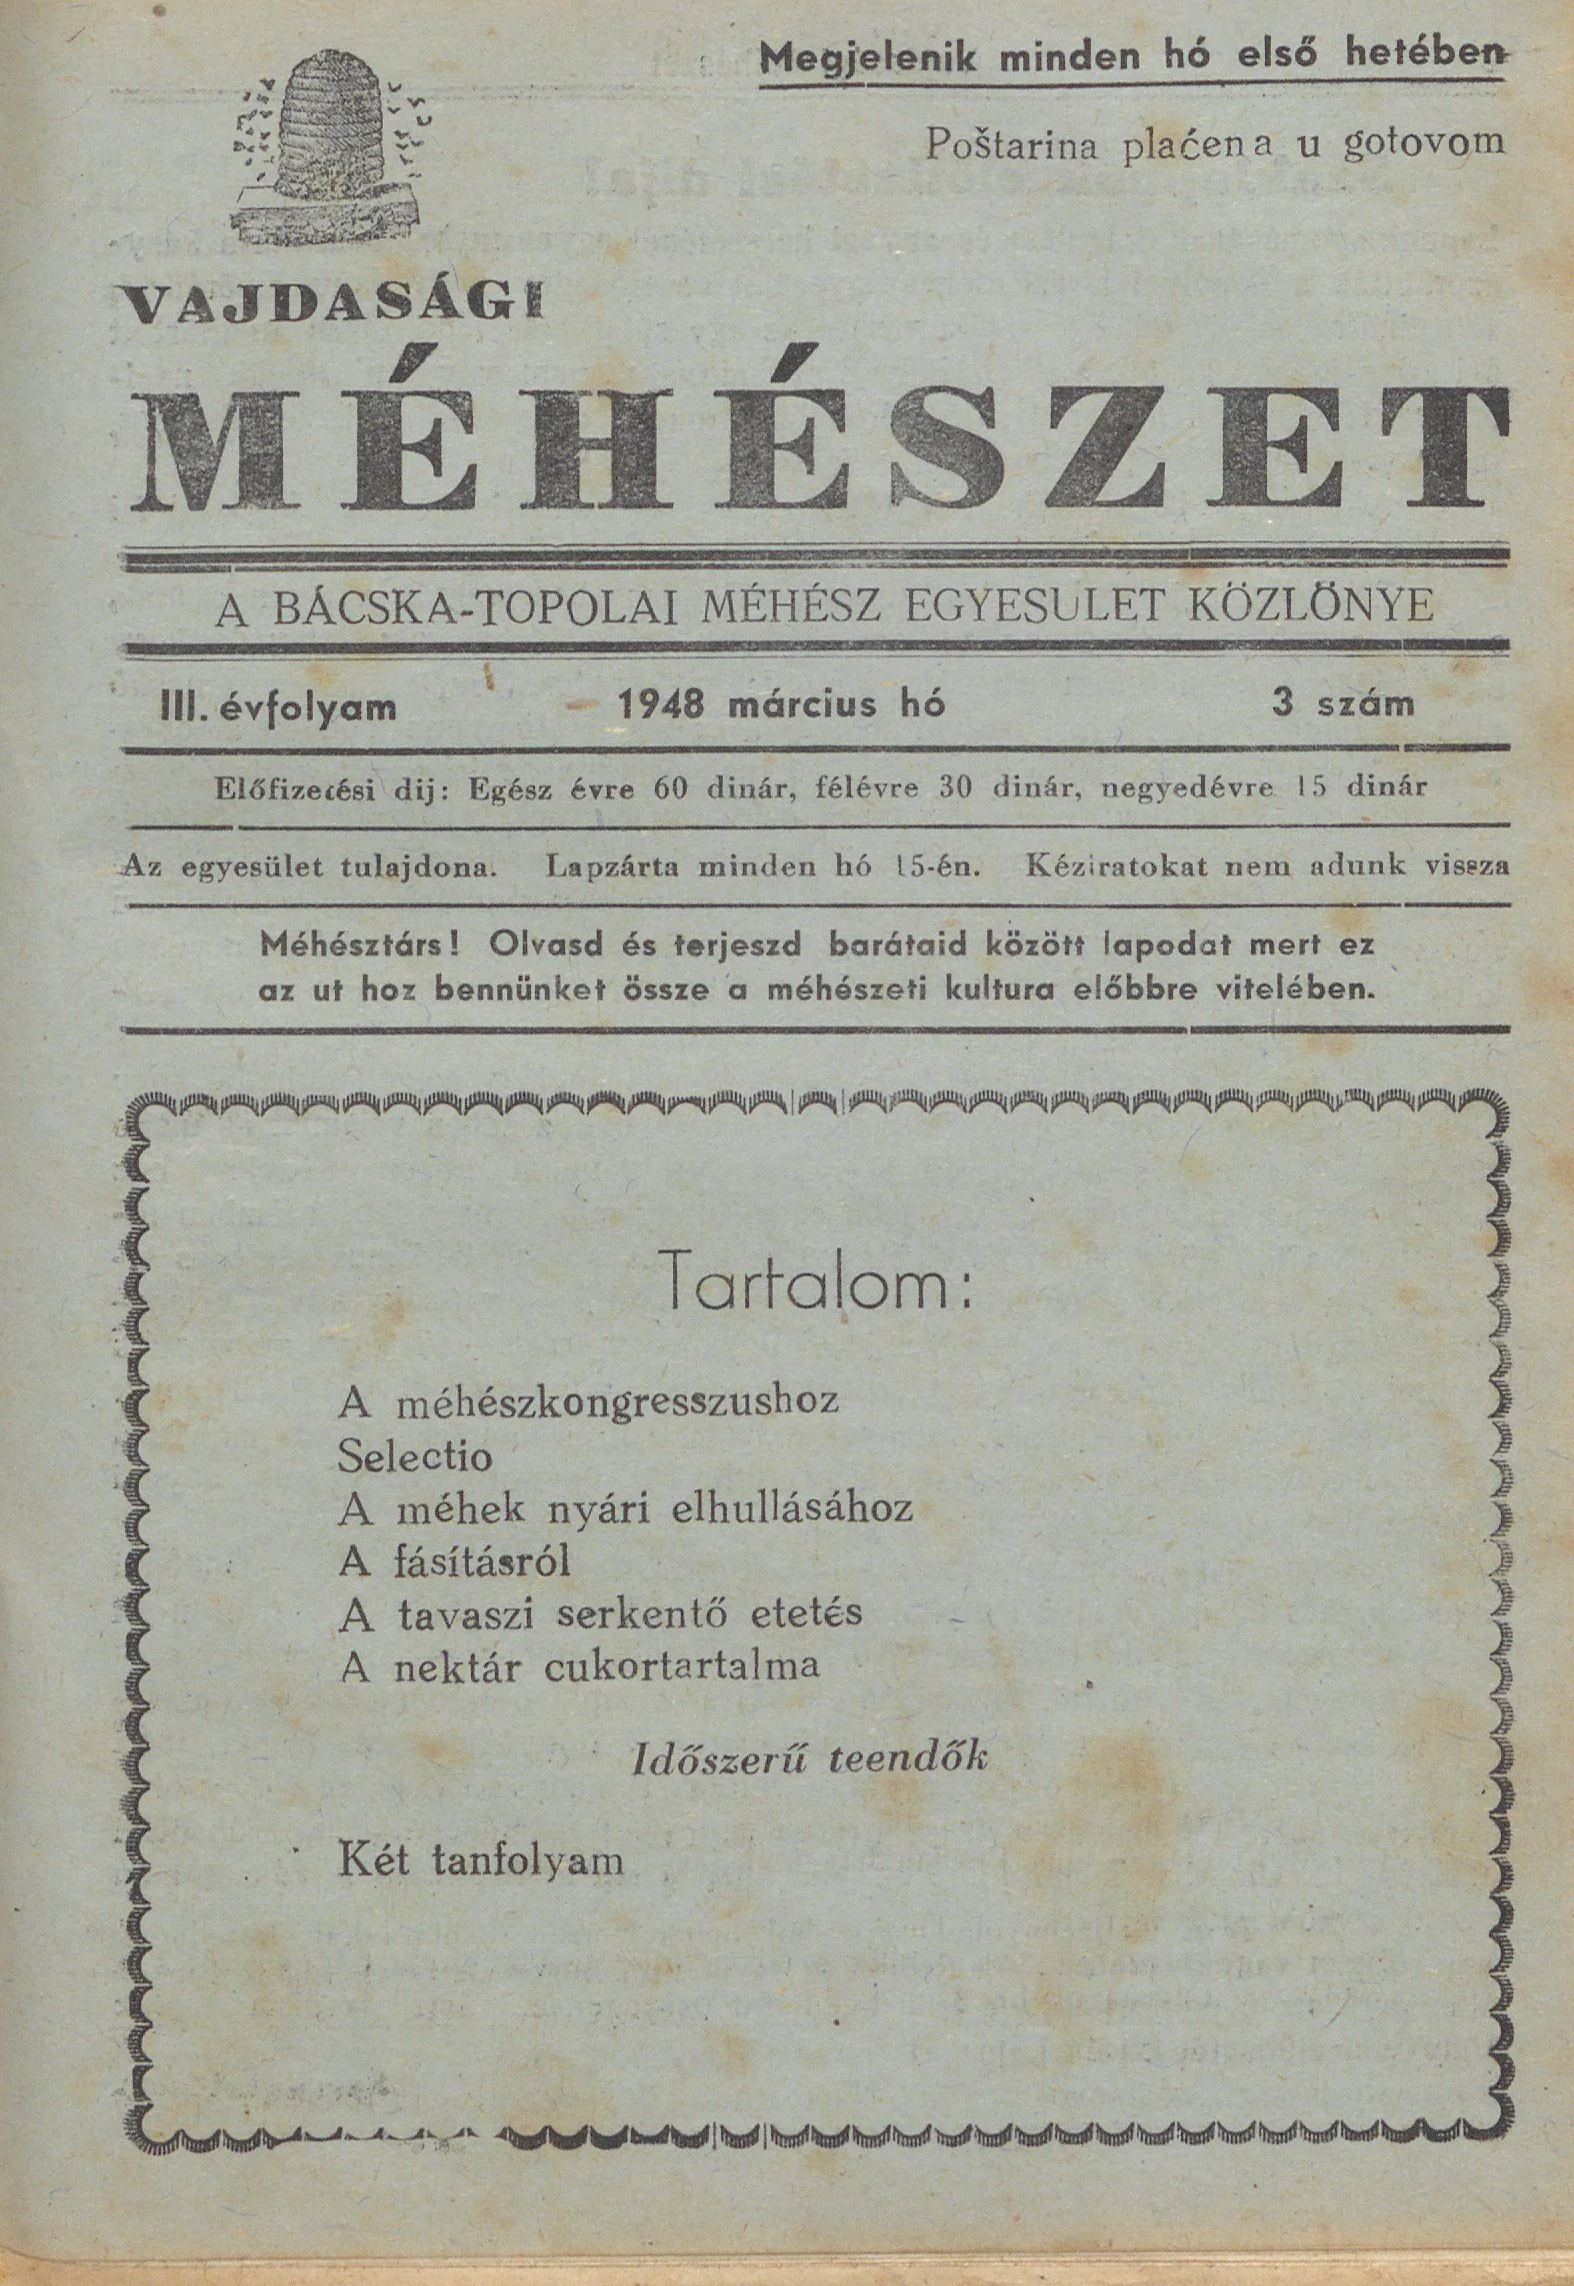 Megjelenik minden hó első hetében
Poštarina plaćena u gotovom
VAJDASÁGI
MÉHÉSZET
A BÁCSKA-TOPOLAI MÉHÉSZ EGYESULET KÖZLÖNYE
III. évfolyam 1948 március hó 3 szám
Előfizetési dij: Egész évre 60 dinár, félévre 30 dinár, negyedévre 15 dinár
Az egyesület tulajdona. Lapzárta minden hó 15-én. Kéziratokat nem adunk vissza
Méhésztárs! Olvasd és terjeszd barátaid között lapodat mert ez
az ut hoz bennünket össze a méhészeti kultura előbbre vitelében.
Tartalom:
A méhészkongresszushoz
Selectio
A méhek nyári elhullásához
A fásításról
A tavaszi serkentő etetés
A nektár cukortartalma
Időszerű teendők
Két tanfolyam